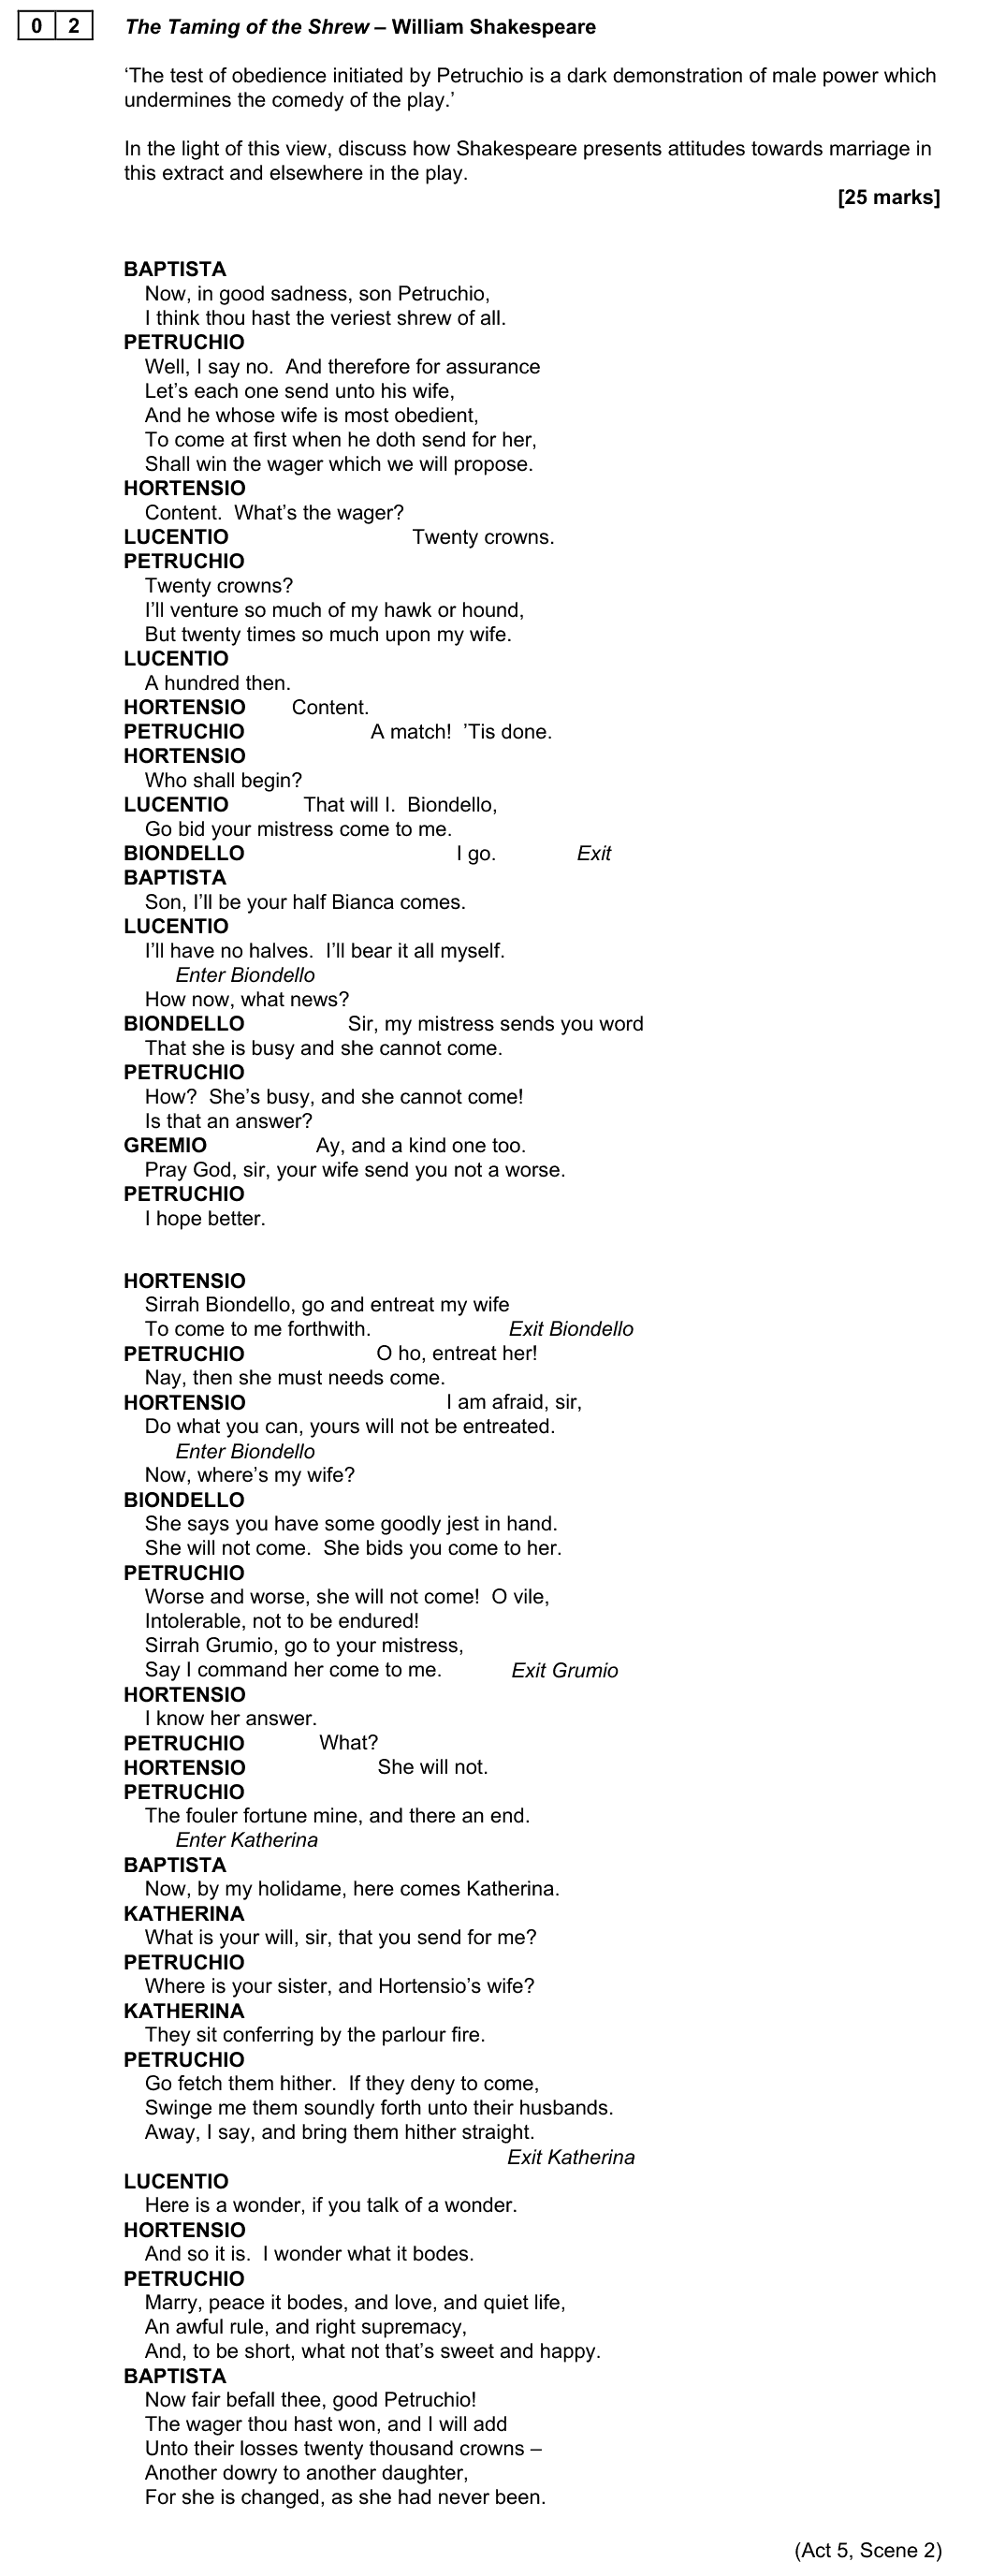 0 2 The Taming of the Shrew – William Shakespeare
‘The test of obedience initiated by Petruchio is a dark demonstration of male power which
undermines the comedy of the play.’
In the light of this view, discuss how Shakespeare presents attitudes towards marriage in
this extract and elsewhere in the play.
[25 marks]
BAPTISTA
Now, in good sadness, son Petruchio,
I think thou hast the veriest shrew of all.
PETRUCHIO
Well, I say no. And therefore for assurance
Let’s each one send unto his wife,
And he whose wife is most obedient,
To come at first when he doth send for her,
Shall win the wager which we will propose.
HORTENSIO
Content. What’s the wager?
LUCENTIO Twenty crowns.
PETRUCHIO
Twenty crowns?
I’ll venture so much of my hawk or hound,
But twenty times so much upon my wife.
LUCENTIO
A hundred then.
HORTENSIO Content.
PETRUCHIO A match! ’Tis done.
HORTENSIO
Who shall begin?
LUCENTIO That will I. Biondello,
Go bid your mistress come to me.
BIONDELLO I go. Exit
BAPTISTA
Son, I’ll be your half Bianca comes.
LUCENTIO
I’ll have no halves. I’ll bear it all myself.
Enter Biondello
How now, what news?
BIONDELLO Sir, my mistress sends you word
That she is busy and she cannot come.
PETRUCHIO
How? She’s busy, and she cannot come!
Is that an answer?
GREMIO Ay, and a kind one too.
Pray God, sir, your wife send you not a worse.
PETRUCHIO
I hope better.
HORTENSIO
Sirrah Biondello, go and entreat my wife
To come to me forthwith. Exit Biondello
PETRUCHIO O ho, entreat her!
Nay, then she must needs come.
HORTENSIO I am afraid, sir,
Do what you can, yours will not be entreated.
Enter Biondello
Now, where’s my wife?
BIONDELLO
She says you have some goodly jest in hand.
She will not come. She bids you come to her.
PETRUCHIO
Worse and worse, she will not come! O vile,
Intolerable, not to be endured!
Sirrah Grumio, go to your mistress,
Say I command her come to me. Exit Grumio
HORTENSIO
I know her answer.
PETRUCHIO What?
HORTENSIO She will not.
PETRUCHIO
The fouler fortune mine, and there an end.
Enter Katherina
BAPTISTA
Now, by my holidame, here comes Katherina.
KATHERINA
What is your will, sir, that you send for me?
PETRUCHIO
Where is your sister, and Hortensio’s wife?
KATHERINA
They sit conferring by the parlour fire.
PETRUCHIO
Go fetch them hither. If they deny to come,
Swinge me them soundly forth unto their husbands.
Away, I say, and bring them hither straight.
Exit Katherina
LUCENTIO
Here is a wonder, if you talk of a wonder.
HORTENSIO
And so it is. I wonder what it bodes.
PETRUCHIO
Marry, peace it bodes, and love, and quiet life,
An awful rule, and right supremacy,
And, to be short, what not that’s sweet and happy.
BAPTISTA
Now fair befall thee, good Petruchio!
The wager thou hast won, and I will add
Unto their losses twenty thousand crowns –
Another dowry to another daughter,
For she is changed, as she had never been.
(Act 5, Scene 2)